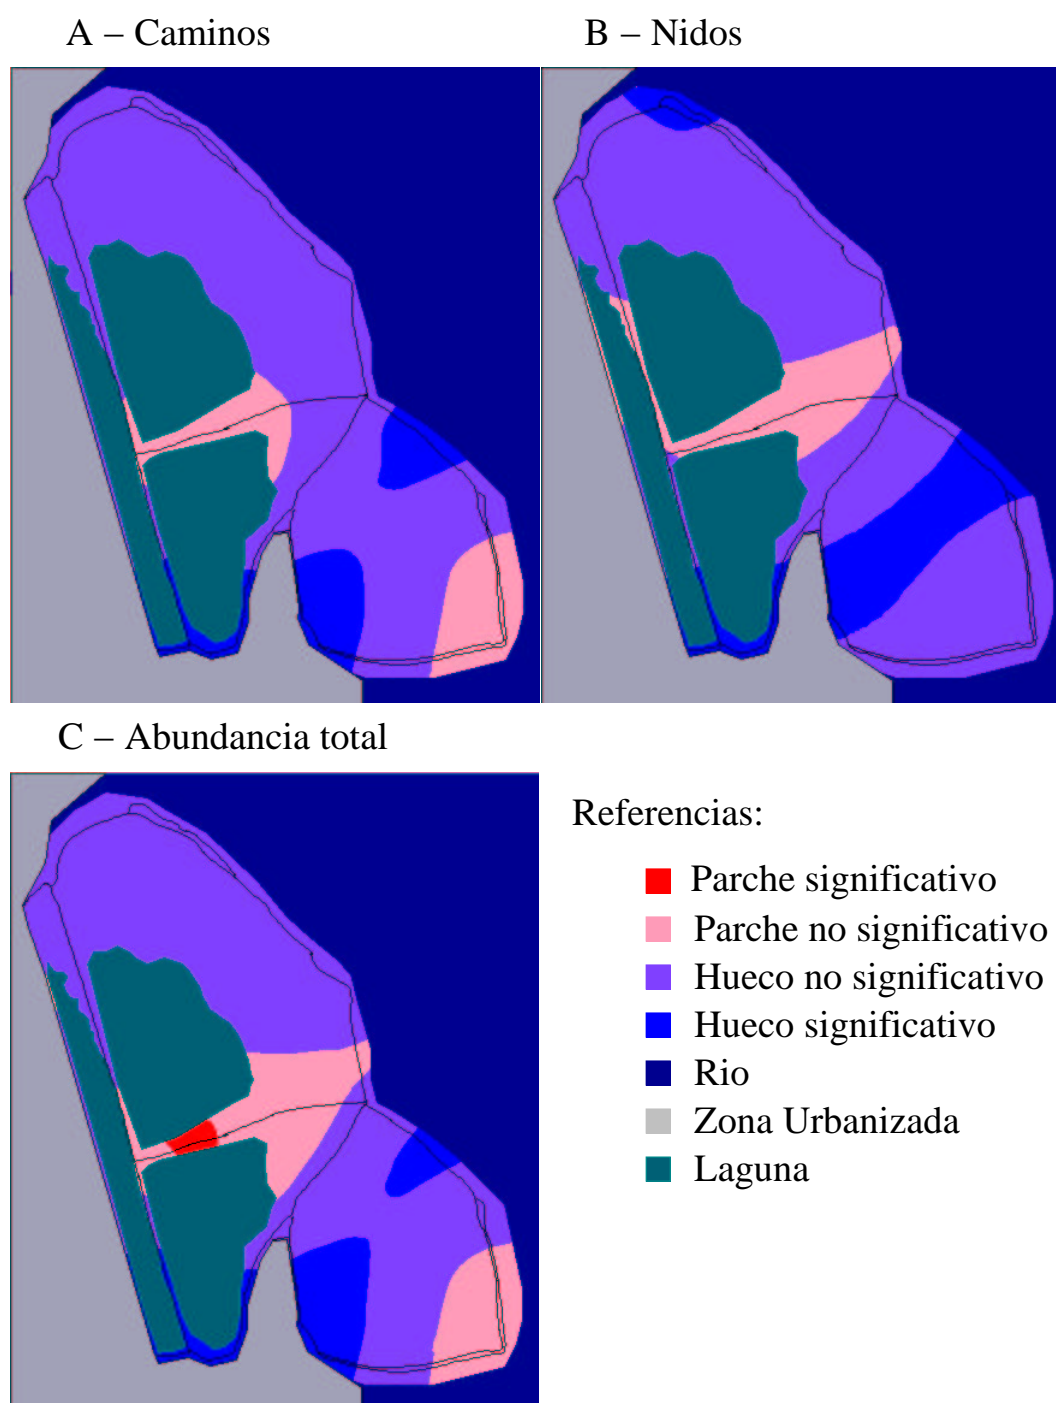 A – Caminos
B – Nidos
C – Abundancia total
Referencias:
Parche significativo
Parche no significativo
Hueco no significativo
Hueco significativo
Rio
Zona Urbanizada
Laguna